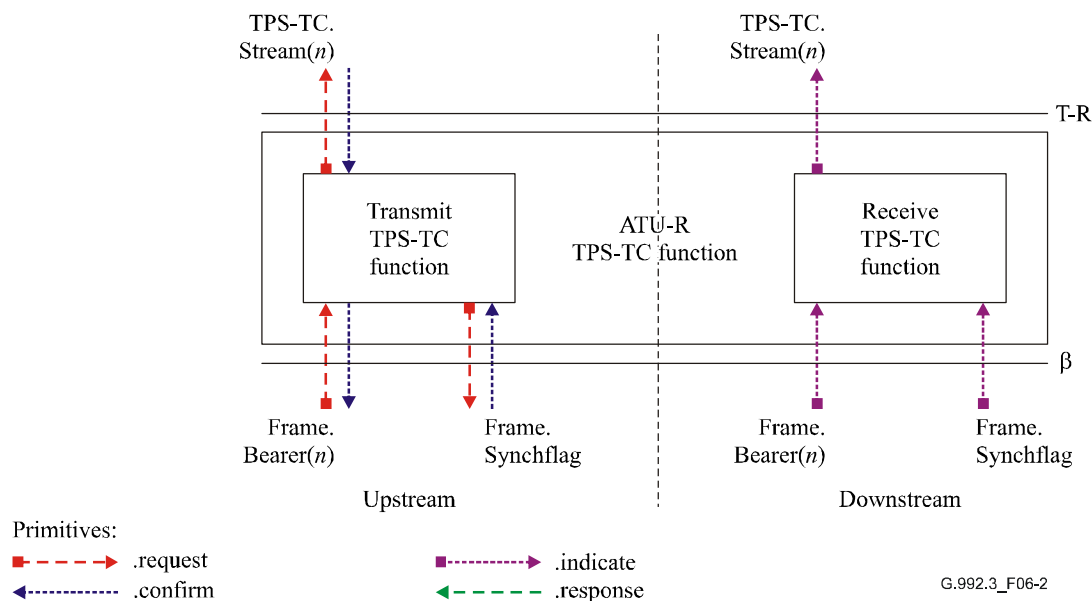 TPS-TC.
Stream(n)
TPS-TC.
Stream(n)
T-R
Transmit
TPS-TC
function
ATU-R
TPS-TC function
Receive
TPS-TC
function
β
Frame.
Bearer(n)
Frame.
Synchflag
Frame.
Bearer(n)
Frame.
Synchflag
Upstream
Downstream
Primitives:
.request
.indicate
.confirm
.response
G.992.3_F06-2